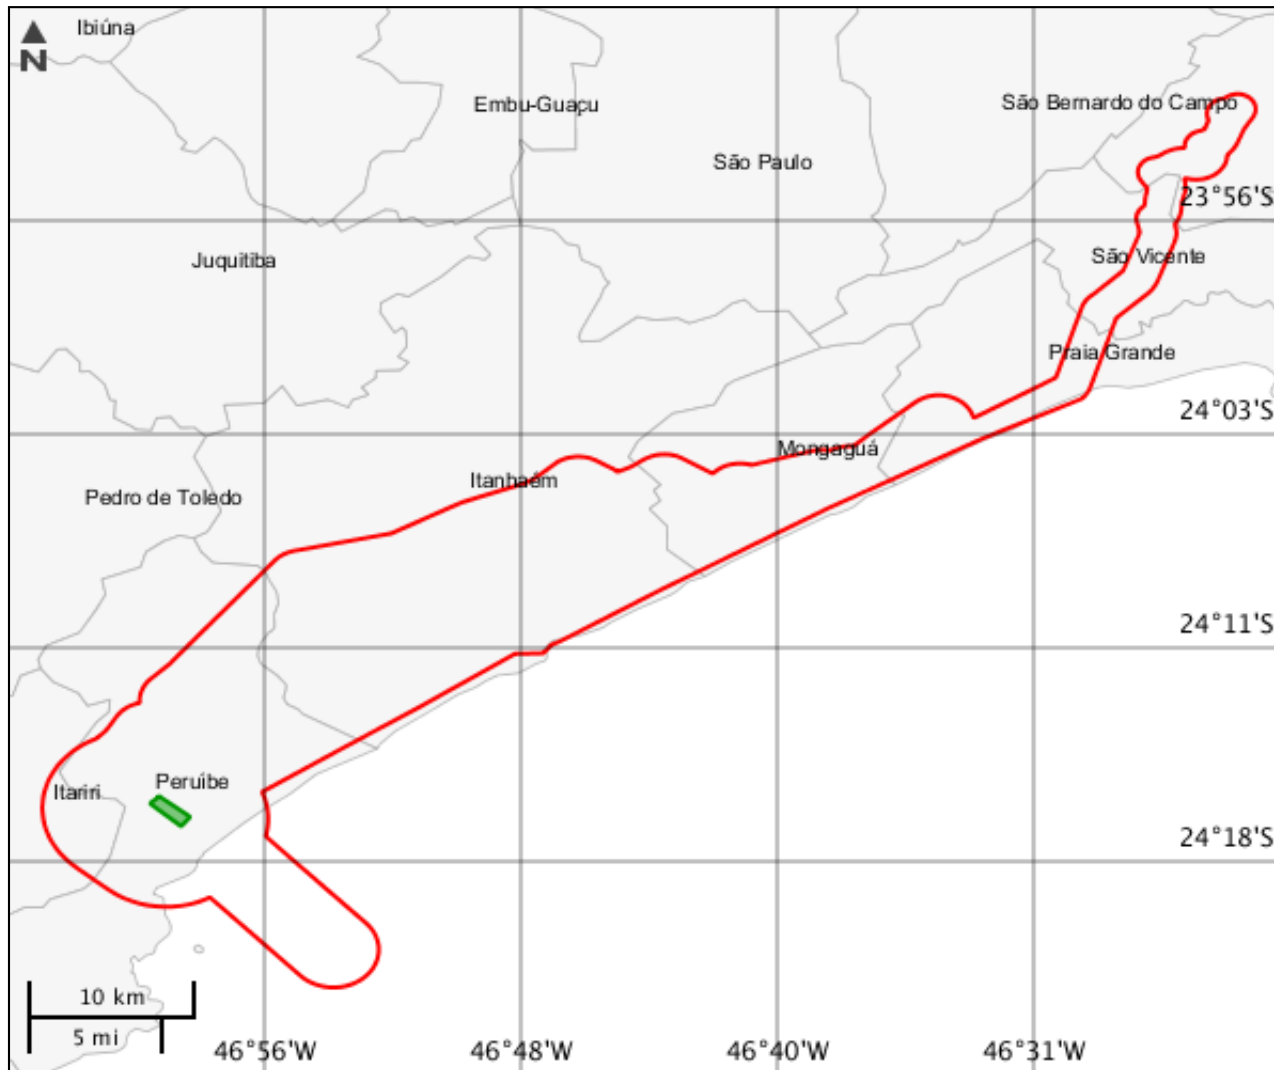 Ibiúna
N
Embu-Guaçu
São Bernardo do Campo
São Paulo
23°56'S
Juquitiba
São Vicente
Praia Grande
24°03'S
Mongaguá
Itanhaém
Pedro de Toledo
24°11'S
Peruíbe
Itariri
24°18'S
10 km
5 mi
46°56'W
46°48'W
46°40'W
46°31'W